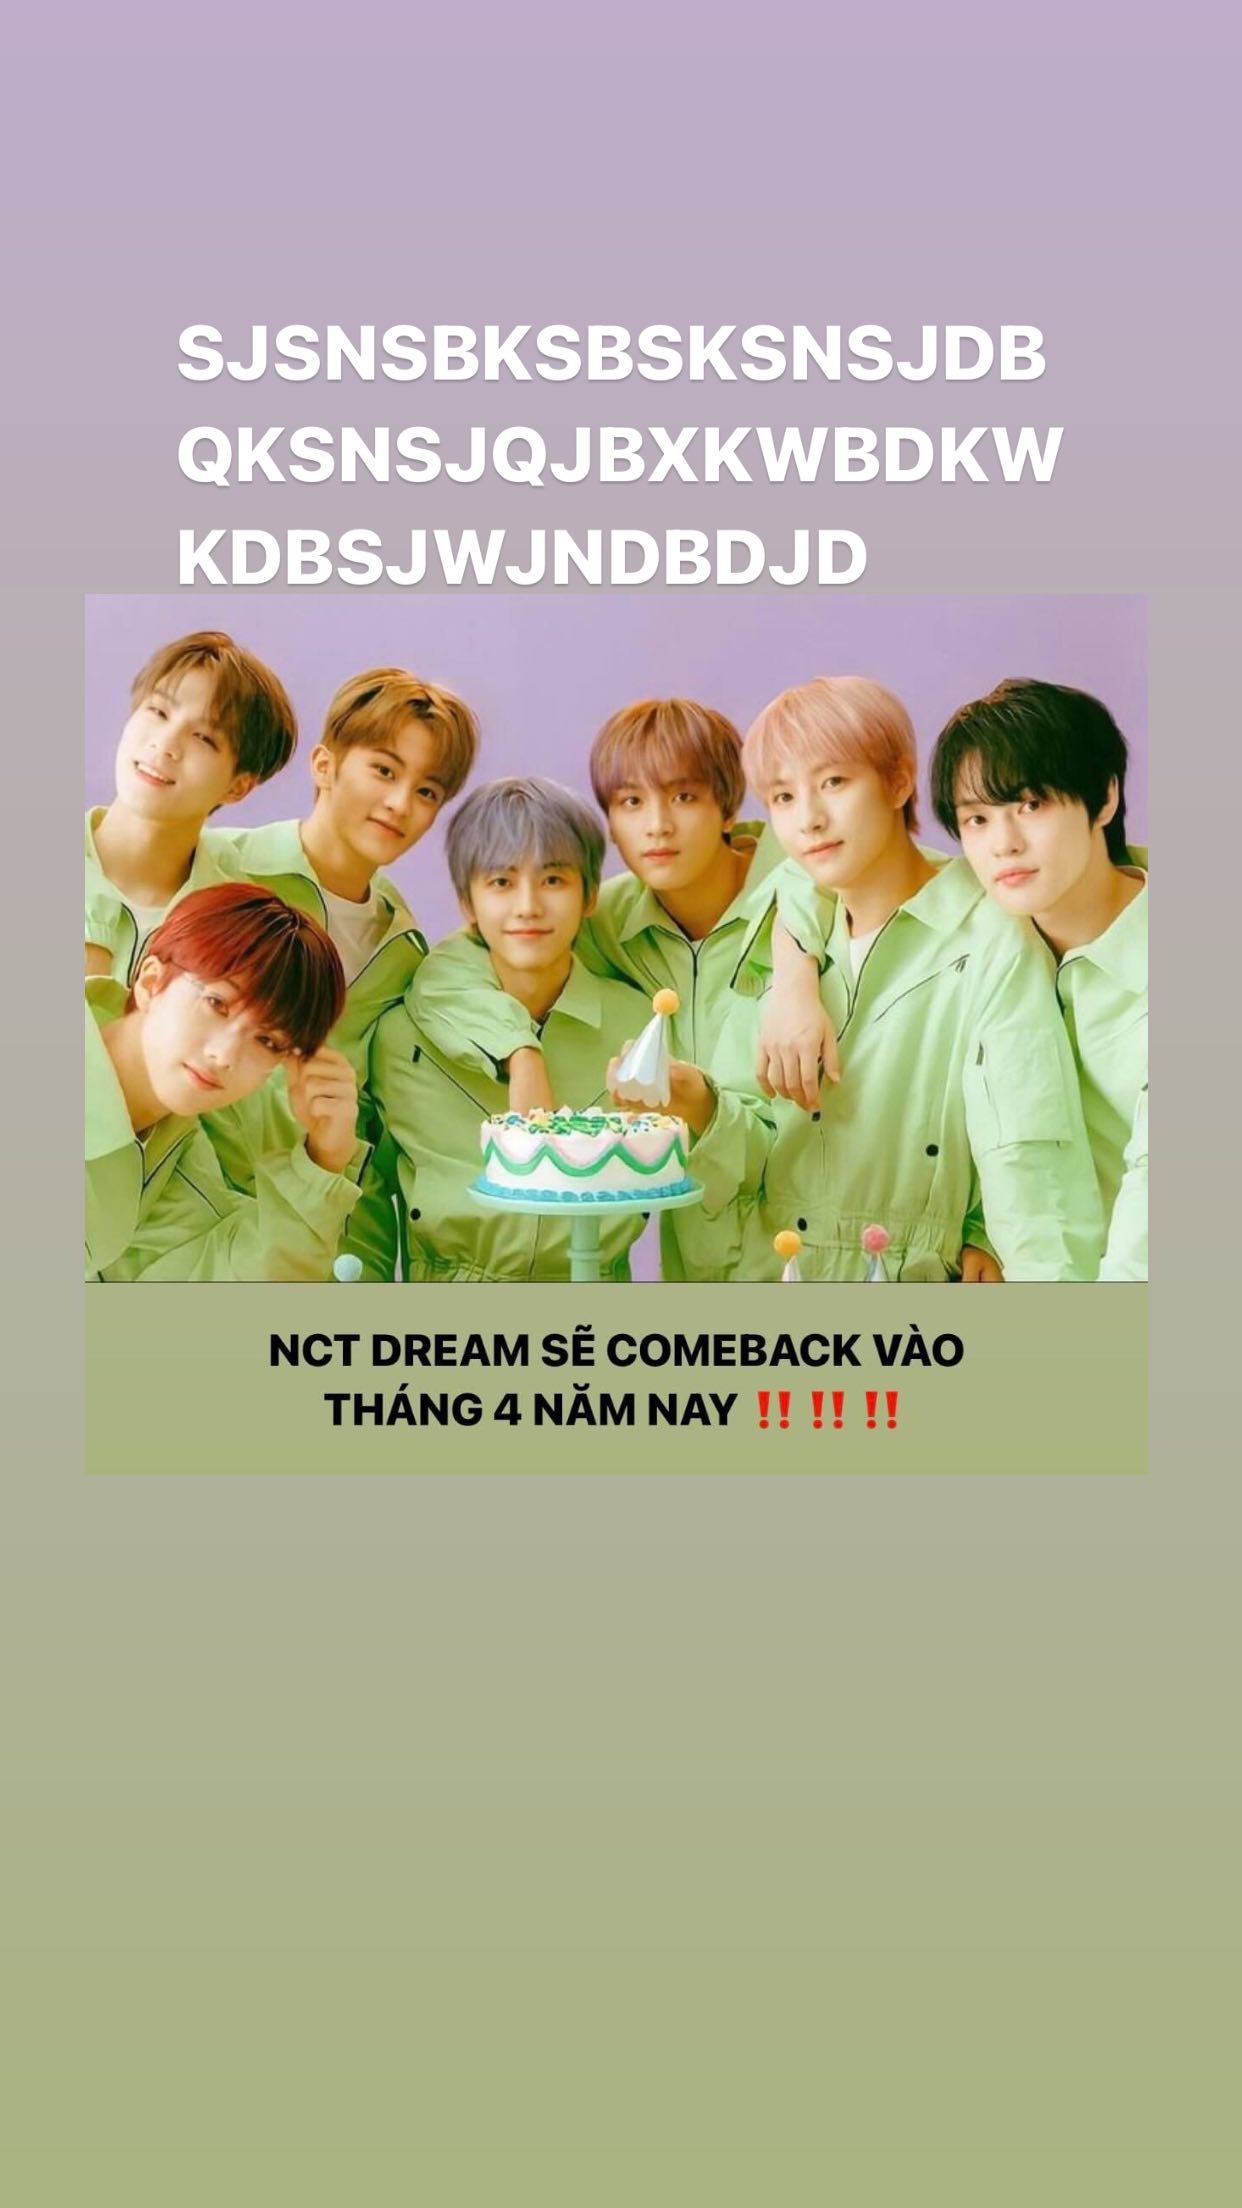 SJSNSBKSBSKSNSJDB
QKSNSJQJBXKWBDKW
KDBSJWJNDBDJD
NCT DREAM SẼ COMEBACK VÀO
THÁNG 4 NĂM NAY ‼️ ‼️ ‼️